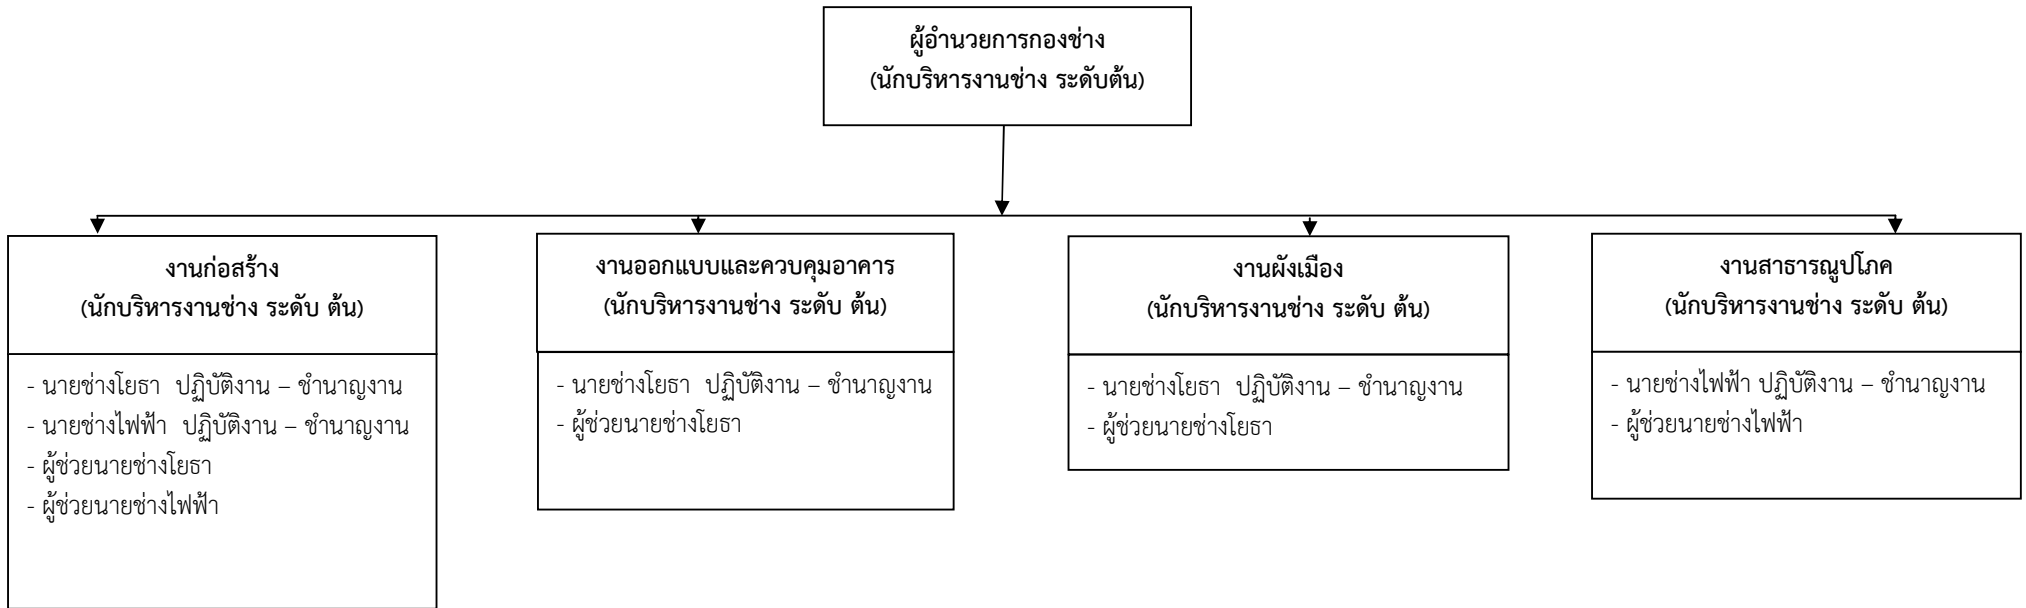 ผู้อำนวยการกองช่าง
(นักบริหารงานช่าง ระดับต้น)
งานก่อสร้าง
(นักบริหารงานช่าง ระดับ ต้น)
- นายช่างโยธา ปฏิบัติงาน – ชำนาญงาน
- นายช่างไฟฟ้า ปฏิบัติงาน – ชำนาญงาน
- ผู้ช่วยนายช่างโยธา
- ผู้ช่วยนายช่างไฟฟ้า
งานออกแบบและควบคุมอาคาร
(นักบริหารงานช่าง ระดับ ต้น)
- นายช่างโยธา ปฏิบัติงาน – ชำนาญงาน
- ผู้ช่วยนายช่างโยธา
งานผังเมือง
(นักบริหารงานช่าง ระดับ ต้น)
- นายช่างโยธา ปฏิบัติงาน – ชำนาญงาน
- ผู้ช่วยนายช่างโยธา
งานสาธารณูปโภค
(นักบริหารงานช่าง ระดับ ต้น)
- นายช่างไฟฟ้า ปฏิบัติงาน – ชำนาญงาน
- ผู้ช่วยนายช่างไฟฟ้า